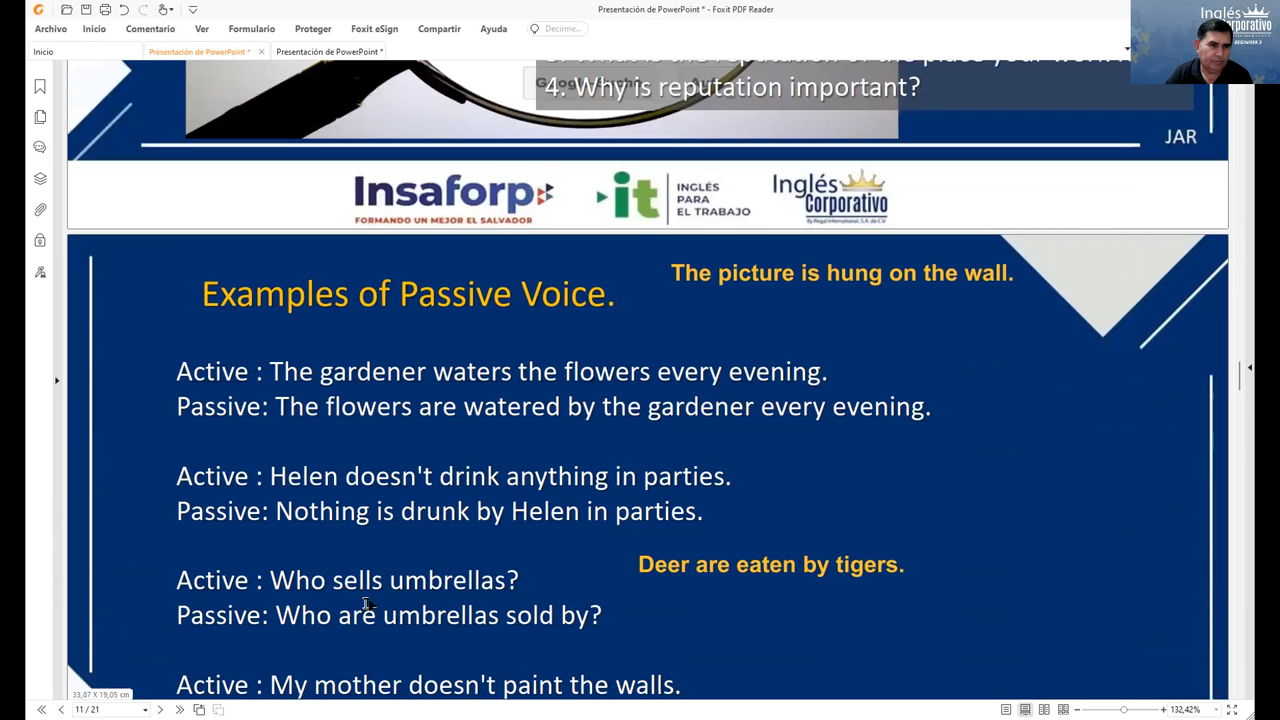 Presentación de PowerPoint * - Foxit PDF Reader
Archivo Inicio Comentario Ver Formulario Proteger Foxit eSign Compartir Ayuda Decirme...
Inicio Presentación de PowerPoint * Presentación de PowerPoint *
Inglés
Corporativo
BEGINNER 2
4. Why is reputation important?
JAR
Insaforp
FORMANDO UN MEJOR EL SALVADOR
it
INGLÉS
PARA
EL TRABAJO
Inglés
Corporativo
By Regal International, S.A. de C.V
The picture is hung on the wall.
Examples of Passive Voice.
Active : The gardener waters the flowers every evening.
Passive: The flowers are watered by the gardener every evening.
Active : Helen doesn't drink anything in parties.
Passive: Nothing is drunk by Helen in parties.
Deer are eaten by tigers.
Active : Who sells umbrellas?
Passive: Who are umbrellas sold by?
Active : My mother doesn't paint the walls.
33,87 X 19,05 cm
11 / 21
132,42%